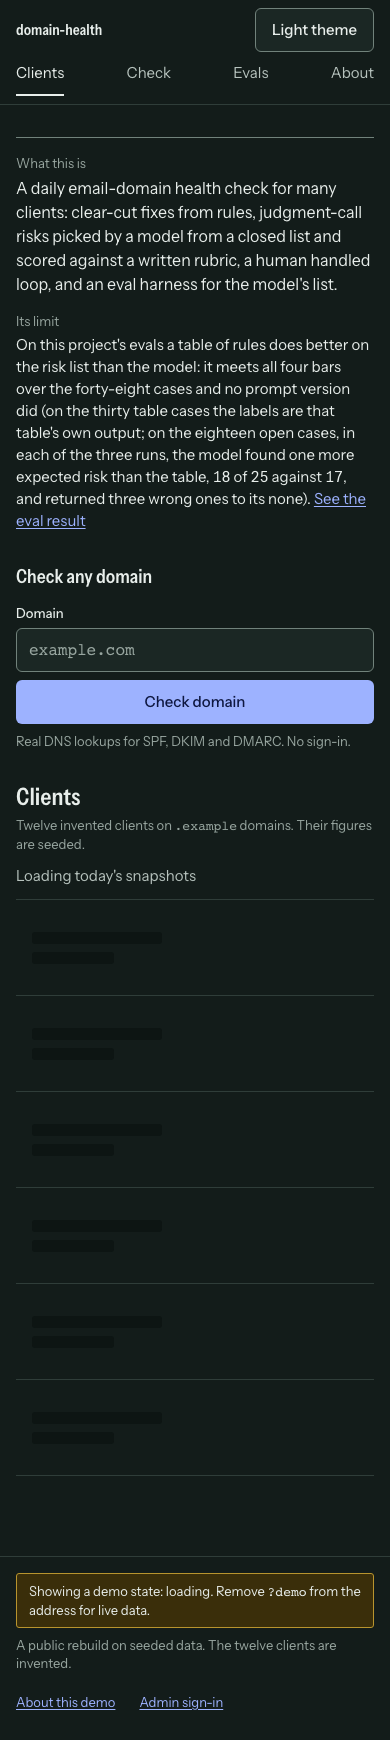 domain-health
Light theme
Clients
Check
Evals
About
What this is
A daily email-domain health check for many
clients: clear-cut fixes from rules, judgment-call
risks picked by a model from a closed list and
scored against a written rubric, a human handled
loop, and an eval harness for the model's list.
Its limit
On this project's evals a table of rules does better on
the risk list than the model: it meets all four bars
over the forty-eight cases and no prompt version
did (on the thirty table cases the labels are that
table's own output; on the eighteen open cases, in
each of the three runs, the model found one more
expected risk than the table, 18 of 25 against 17,
and returned three wrong ones to its none). See the
eval result
Check any domain
Domain
example.com
Check domain
Real DNS lookups for SPF, DKIM and DMARC. No sign-in.
Clients
Twelve invented clients on .example domains. Their figures
are seeded.
Loading today's snapshots
Showing a demo state: loading. Remove ?demo from the
address for live data.
A public rebuild on seeded data. The twelve clients are
invented.
About this demo
Admin sign-in